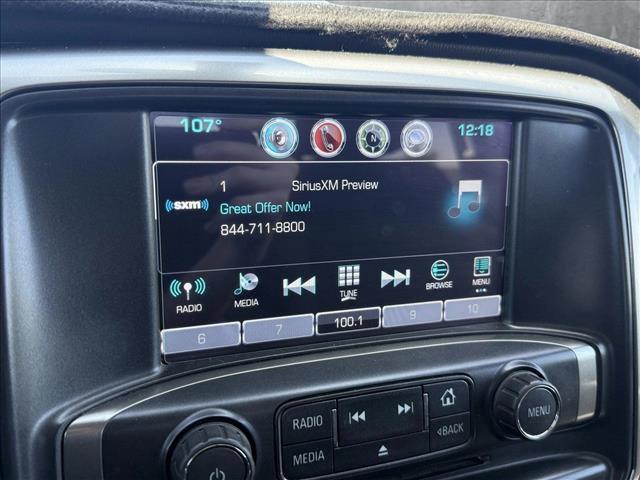 107° 12:18
N
1 SiriusXM Preview
((sxm))
Great Offer Now!
844-711-8800
RADIO MEDIA TUNE BROWSE MENU
6 7 100.1 9 10
RADIO
MEDIA
BACK
MENU